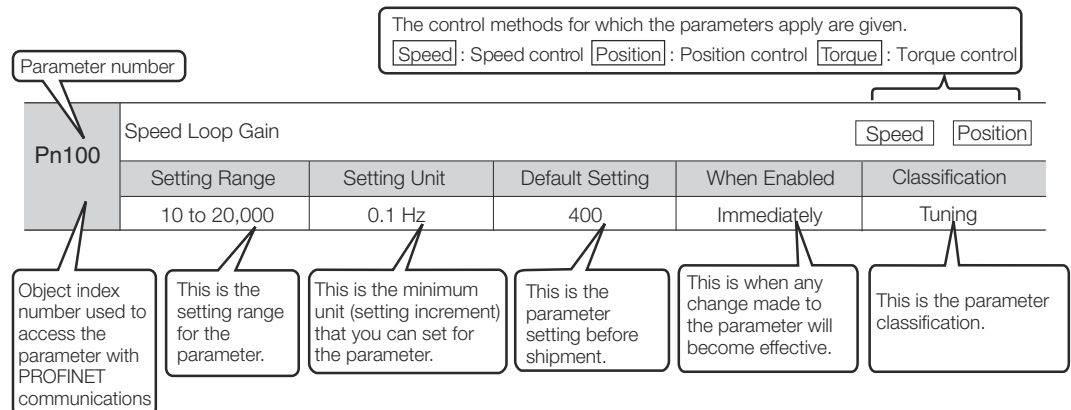 The control methods for which the parameters apply are given.
Speed : Speed control Position : Position control Torque : Torque control
Parameter number
Pn100
Speed Loop Gain
Speed Position
Setting Range Setting Unit Default Setting When Enabled Classification
10 to 20,000 0.1 Hz 400 Immediately Tuning
Object index
number used to
access the
parameter with
PROFINET
communications
This is the
setting range
for the
parameter.
This is the minimum
unit (setting increment)
that you can set for
the parameter.
This is the
parameter
setting before
shipment.
This is when any
change made to
the parameter will
become effective.
This is the parameter
classification.